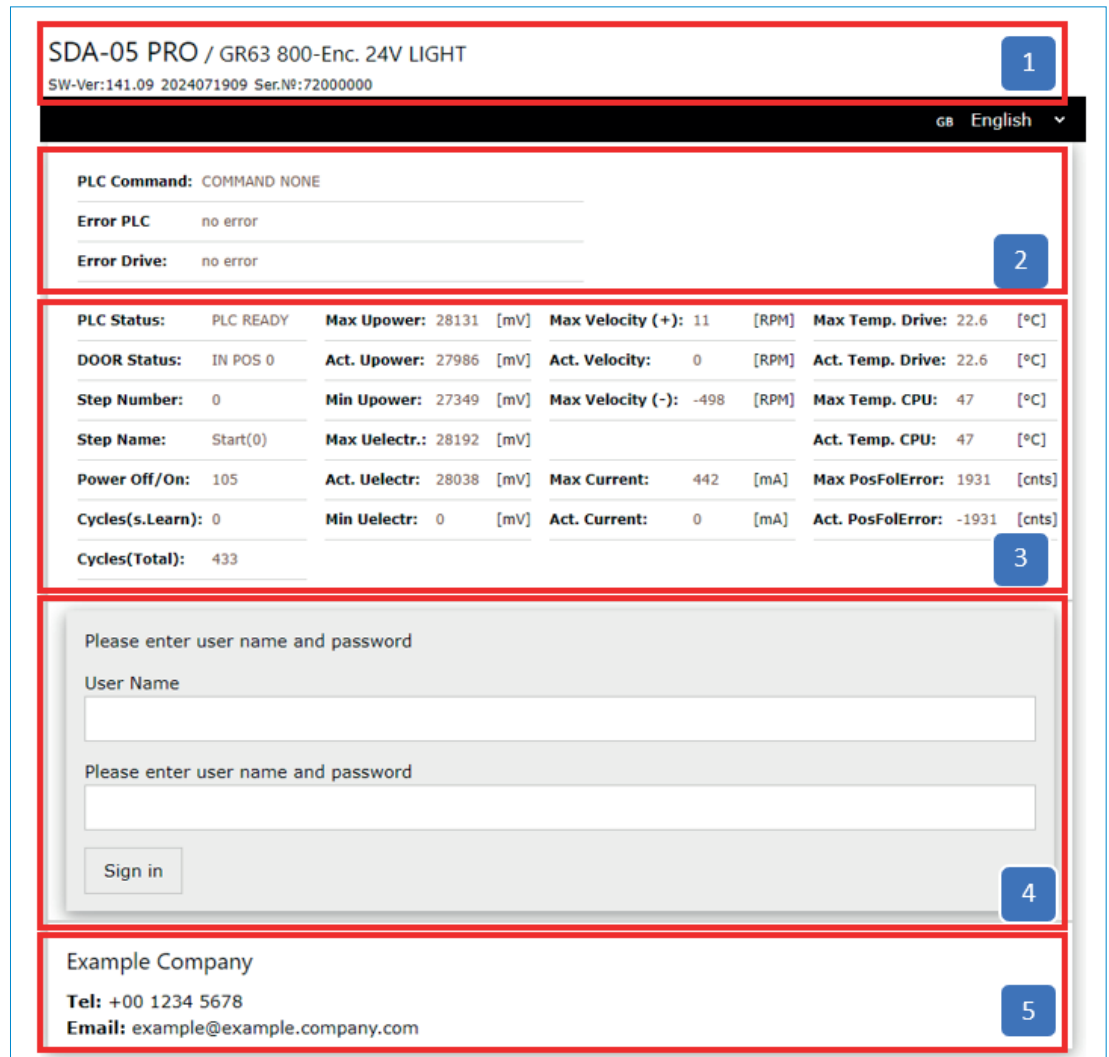 SDA-05 PRO / GR63 800-Enc. 24V LIGHT
1
SW-Ver:141.09 2024071909 Ser.Nº:72000000
GB English
PLC Command: COMMAND NONE
Error PLC no error
Error Drive: no error
2
PLC Status: PLC READY Max Upower: 28131 [mV] Max Velocity (+): 11 [RPM] Max Temp. Drive: 22.6 [°C]
DOOR Status: IN POS 0 Act. Upower: 27986 [mV] Act. Velocity: 0 [RPM] Act. Temp. Drive: 22.6 [°C]
Step Number: 0 Min Upower: 27349 [mV] Max Velocity (-): -498 [RPM] Max Temp. CPU: 47 [°C]
Step Name: Start(0) Max Uelectr.: 28192 [mV] Act. Temp. CPU: 47 [°C]
Power Off/On: 105 Act. Uelectr: 28038 [mV] Max Current: 442 [mA] Max PosFolError: 1931 [cnts]
Cycles(s.Learn): 0 Min Uelectr: 0 [mV] Act. Current: 0 [mA] Act. PosFolError: -1931 [cnts]
Cycles(Total): 433
3
Please enter user name and password
User Name
Please enter user name and password
Sign in
4
Example Company
Tel: +00 1234 5678
Email: example@example.company.com
5